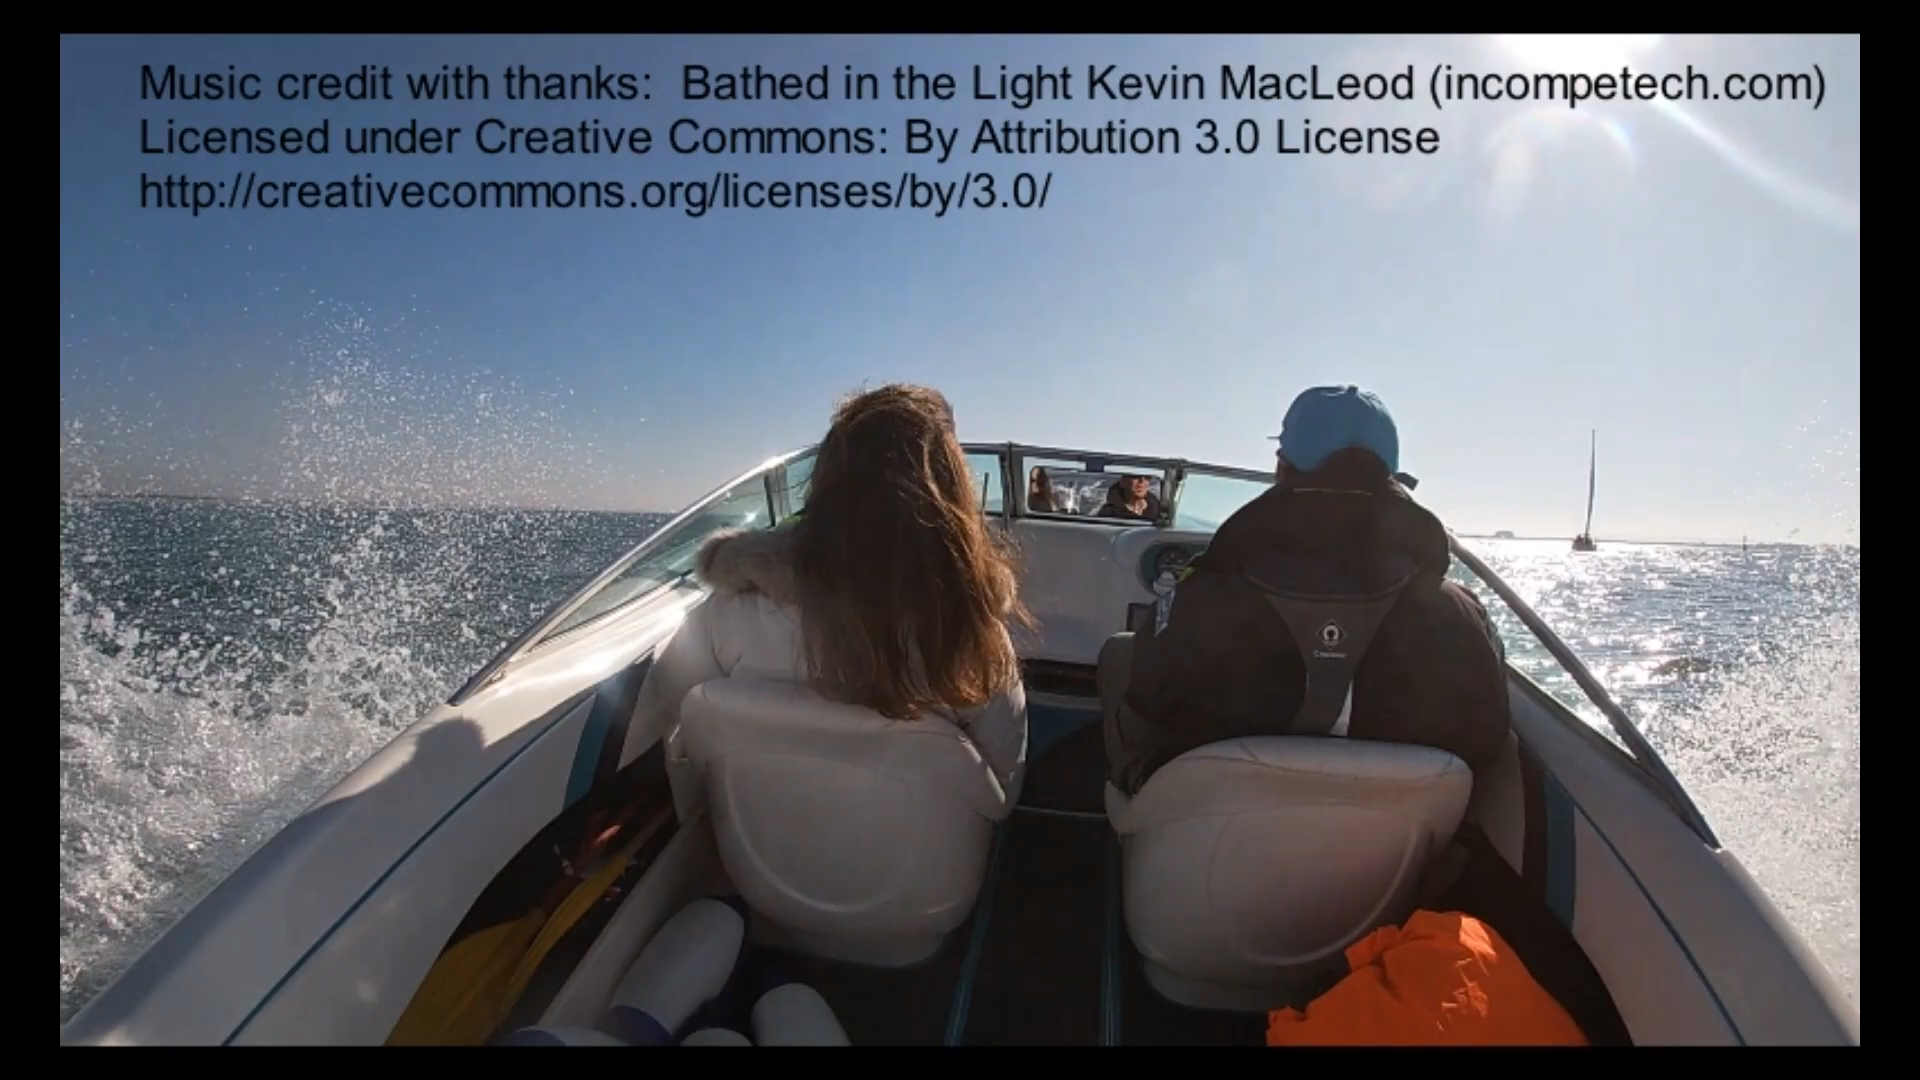 Music credit with thanks:  Bathed in the Light Kevin MacLeod (incompetech.com)
Licensed under Creative Commons: By Attribution 3.0 License
http://creativecommons.org/licenses/by/3.0/